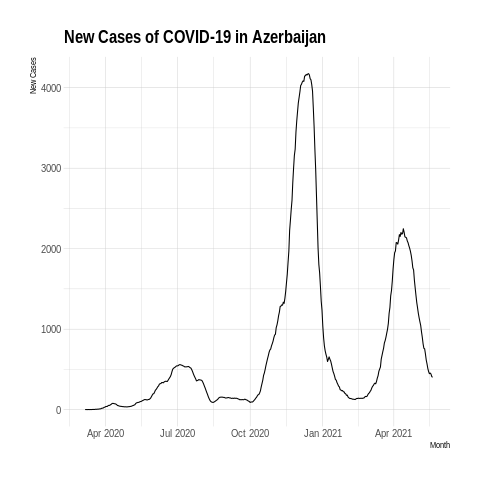 New Cases of COVID-19 in Azerbaijan
New Cases
4000
3000
2000
1000
0
Apr 2020 Jul 2020 Oct 2020 Jan 2021 Apr 2021
Month